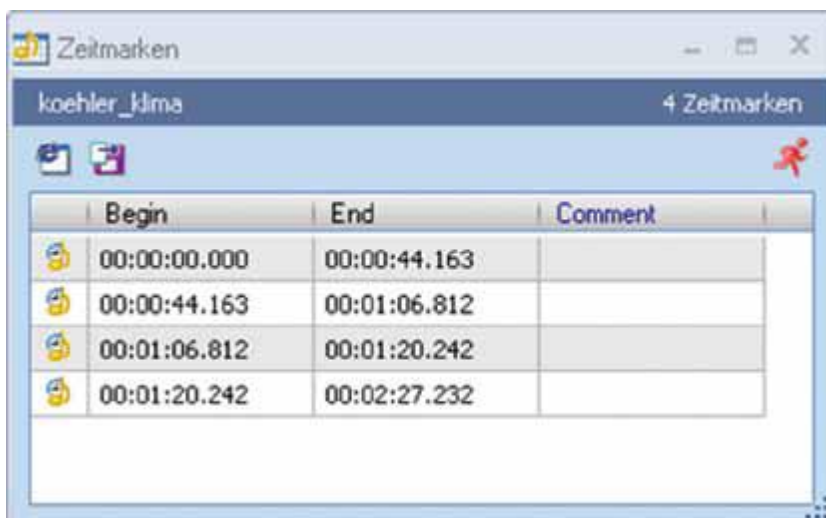 Zeitmarken
koehler_klima 4 Zeitmarken
Begin End Comment
00:00:00.000 00:00:44.163
00:00:44.163 00:01:06.812
00:01:06.812 00:01:20.242
00:01:20.242 00:02:27.232